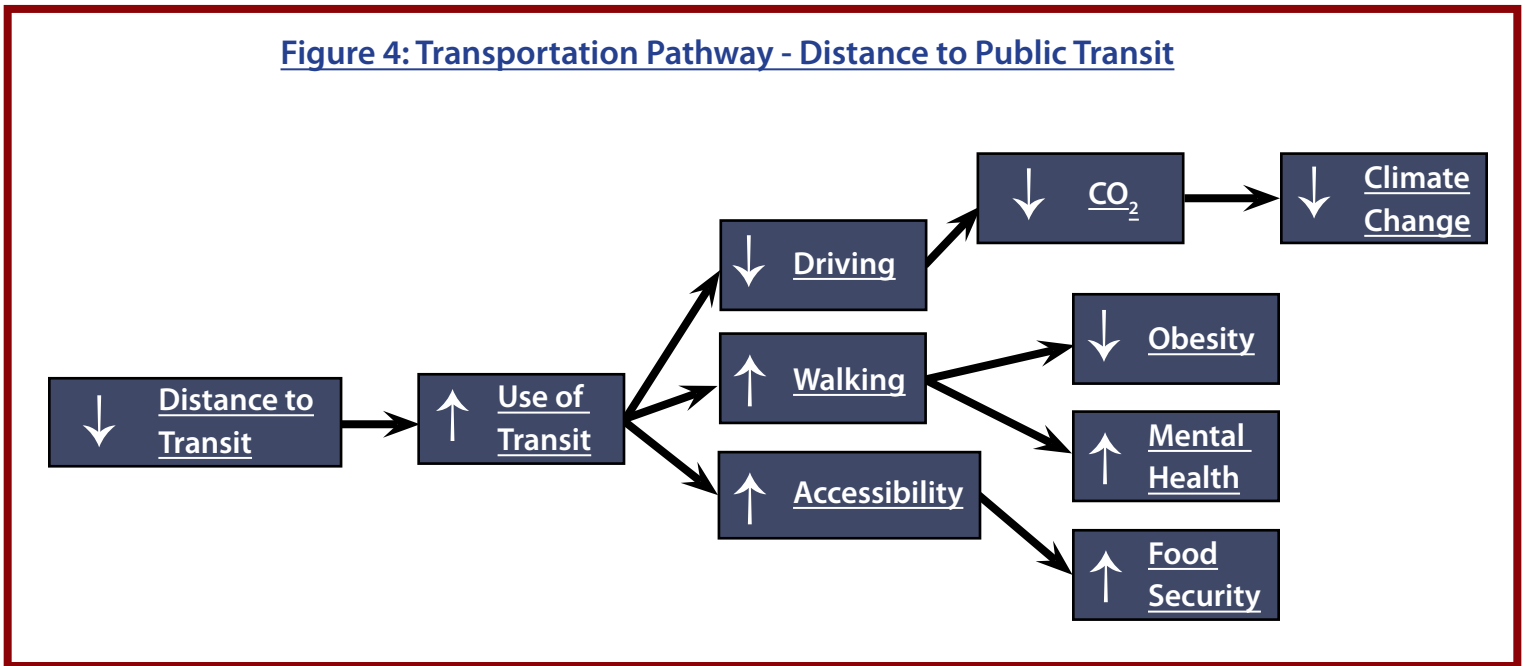 Figure 4: Transportation Pathway - Distance to Public Transit
Distance to
Transit
Use of
Transit
Driving
CO₂
Climate
Change
Walking
Obesity
Mental
Health
Accessibility
Food
Security